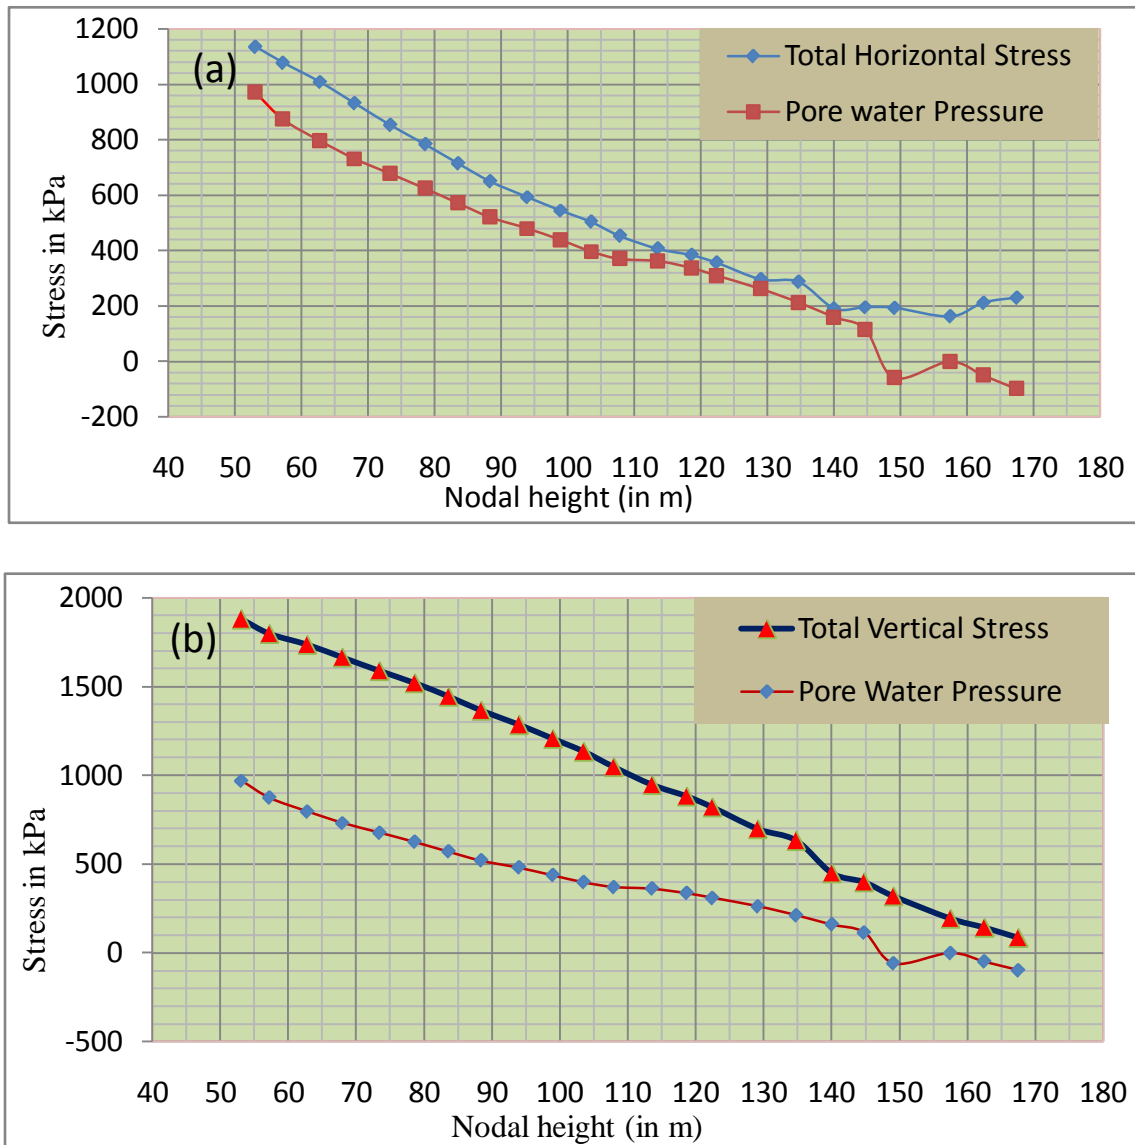 1200
1000
800
600
400
200
0
-200
Stress in kPa
(a)
Total Horizontal Stress
Pore water Pressure
40 50 60 70 80 90 100 110 120 130 140 150 160 170 180
Nodal height (in m)
2000
1500
1000
500
0
-500
Stress in kPa
(b)
Total Vertical Stress
Pore Water Pressure
40 50 60 70 80 90 100 110 120 130 140 150 160 170 180
Nodal height (in m)